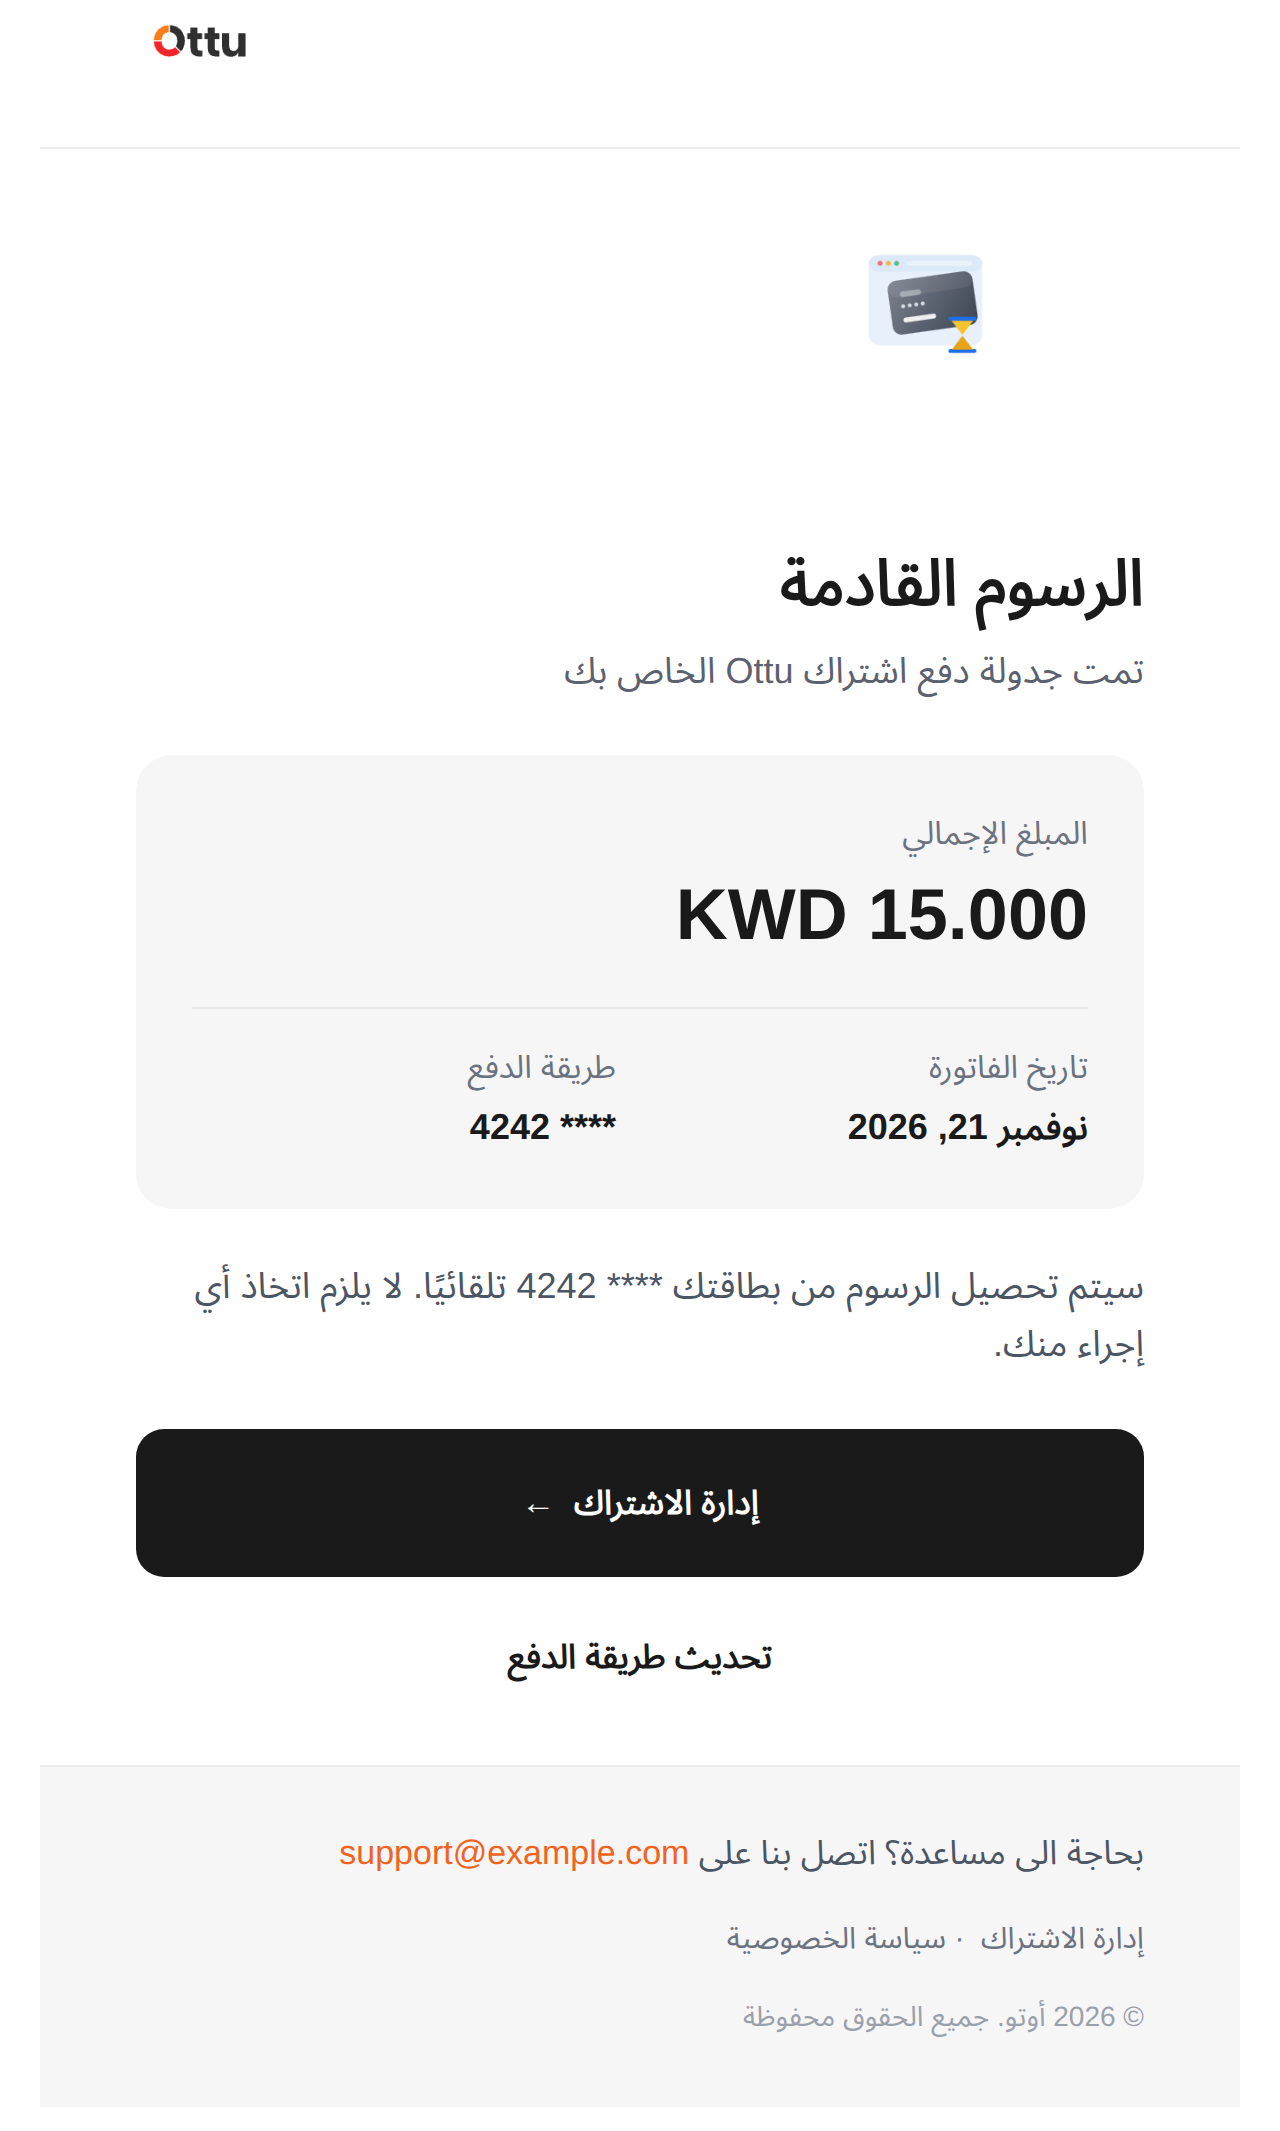 Ottu
الرسوم القادمة
تمت جدولة دفع اشتراك Ottu الخاص بك
المبلغ الإجمالي
KWD 15.000
تاريخ الفاتورة
نوفمبر 21, 2026
طريقة الدفع
**** 4242
سيتم تحصيل الرسوم من بطاقتك **** 4242 تلقائيًا. لا يلزم اتخاذ أي
إجراء منك.
إدارة الاشتراك ←
تحديث طريقة الدفع
بحاجة الى مساعدة؟ اتصل بنا على support@example.com
إدارة الاشتراك · سياسة الخصوصية
© 2026 أوتو. جميع الحقوق محفوظة